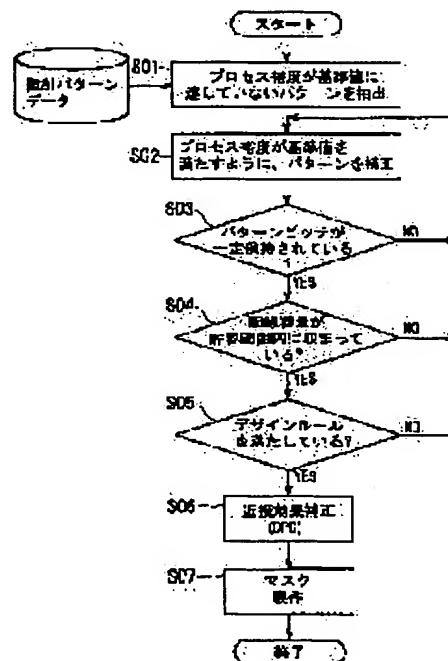 スタート
S01
パターン
データ
プロセス裕度が基準値に
達していないパターンを抽出
S02
プロセス裕度が基準値を
満たすように、パターンを補正
S03
パターンピッチが
一定保持されている
NO
YES
S04
配線容量が
許容範囲内に収まって
いる?
NO
YES
S05
デザインルール
を満たしている?
NO
YES
S06
近接効果補正
(OPC)
S07
マスク
製作
終了